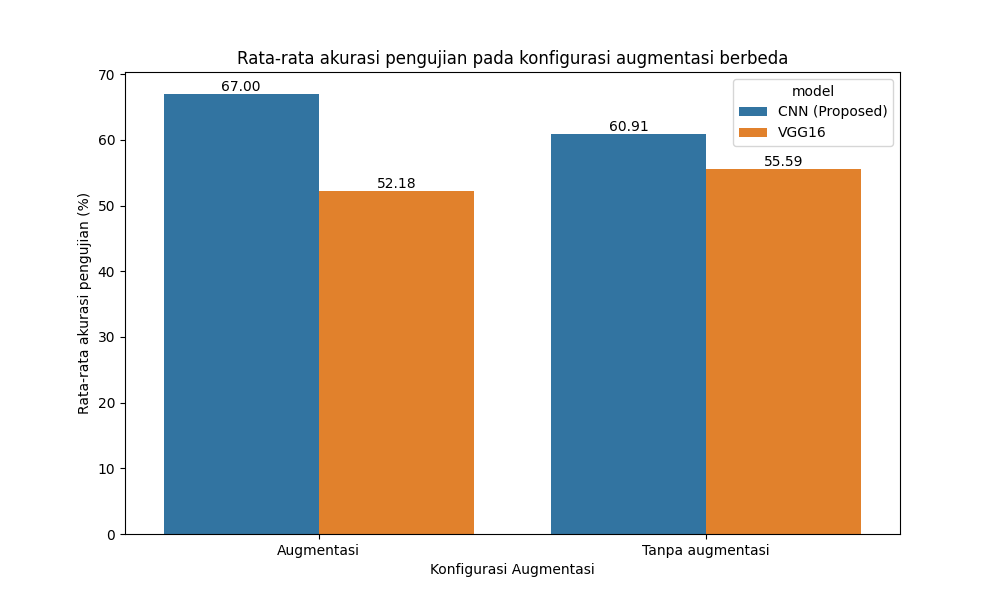 Rata-rata akurasi pengujian pada konfigurasi augmentasi berbeda
model
CNN (Proposed)
VGG16
67.00
52.18
60.91
55.59
Rata-rata akurasi pengujian (%)
70
60
50
40
30
20
10
0
Augmentasi
Tanpa augmentasi
Konfigurasi Augmentasi